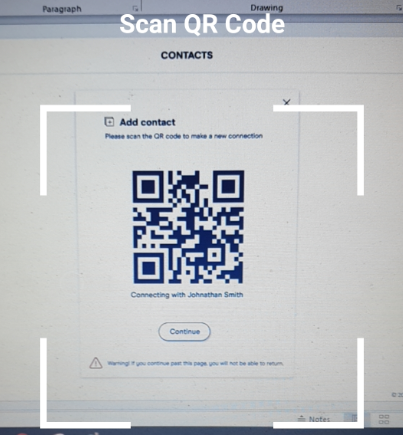 Paragraph
Drawing
Scan QR Code
CONTACTS
Add contact
Please scan the QR code to make a new connection
Connecting with Johnathan Smith
Continue
Warning! If you continue past this page, you will not be able to return.
Notes